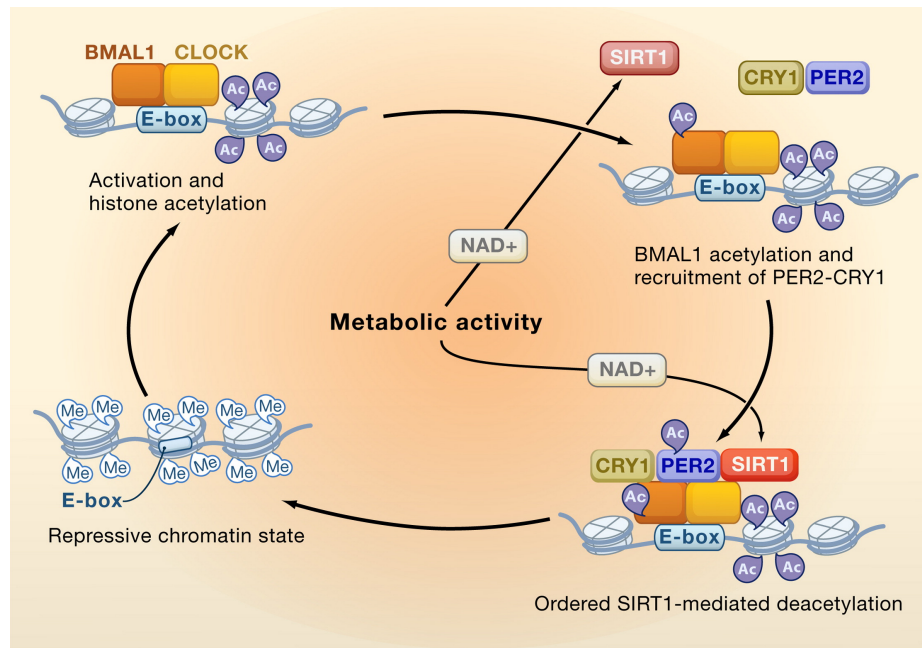 BMAL1 CLOCK
Ac Ac
E-box
Ac Ac
Activation and
histone acetylation
SIRT1
CRY1 PER2
Ac
Ac Ac
E-box
Ac Ac
BMAL1 acetylation and
recruitment of PER2-CRY1
NAD+
Metabolic activity
NAD+
Ac
CRY1 PER2 SIRT1
Ac
Ac Ac
E-box
Ac Ac
Ordered SIRT1-mediated deacetylation
Me Me Me Me Me Me
Me Me Me Me Me Me
E-box
Repressive chromatin state